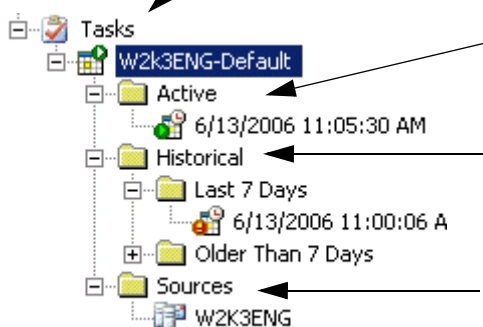 Tasks
W2k3ENG-Default
Active
6/13/2006 11:05:30 AM
Historical
Last 7 Days
6/13/2006 11:00:06 A
Older Than 7 Days
Sources
W2K3ENG